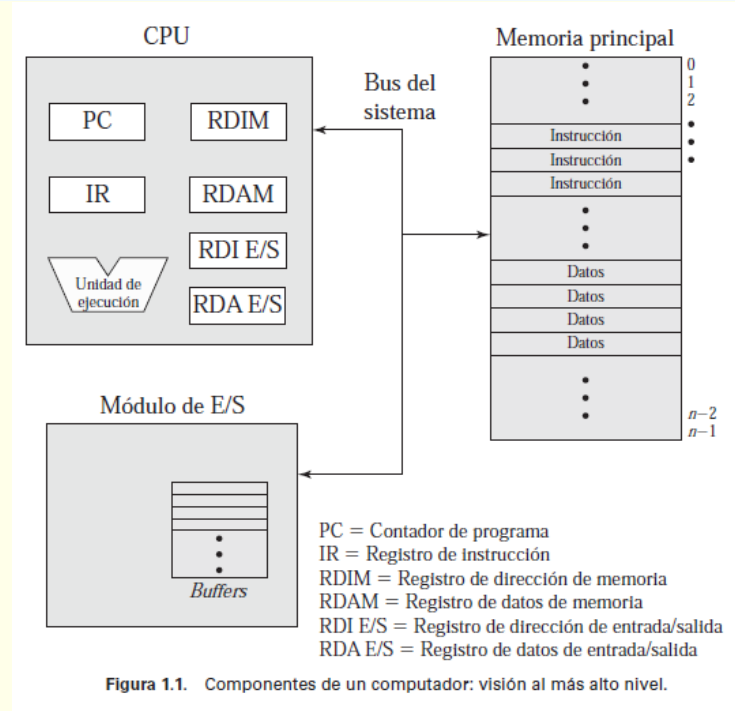 CPU
PC
RDIM
IR
RDAM
RDI E/S
Unidad de
ejecución
RDA E/S
Bus del
sistema
Memoria principal
0
1
2
Instrucción
Instrucción
Instrucción
Datos
Datos
Datos
Datos
n−2
n−1
Módulo de E/S
Buffers
PC = Contador de programa
IR = Registro de instrucción
RDIM = Registro de dirección de memoria
RDAM = Registro de datos de memoria
RDI E/S = Registro de dirección de entrada/salida
RDA E/S = Registro de datos de entrada/salida
Figura 1.1. Componentes de un computador: visión al más alto nivel.